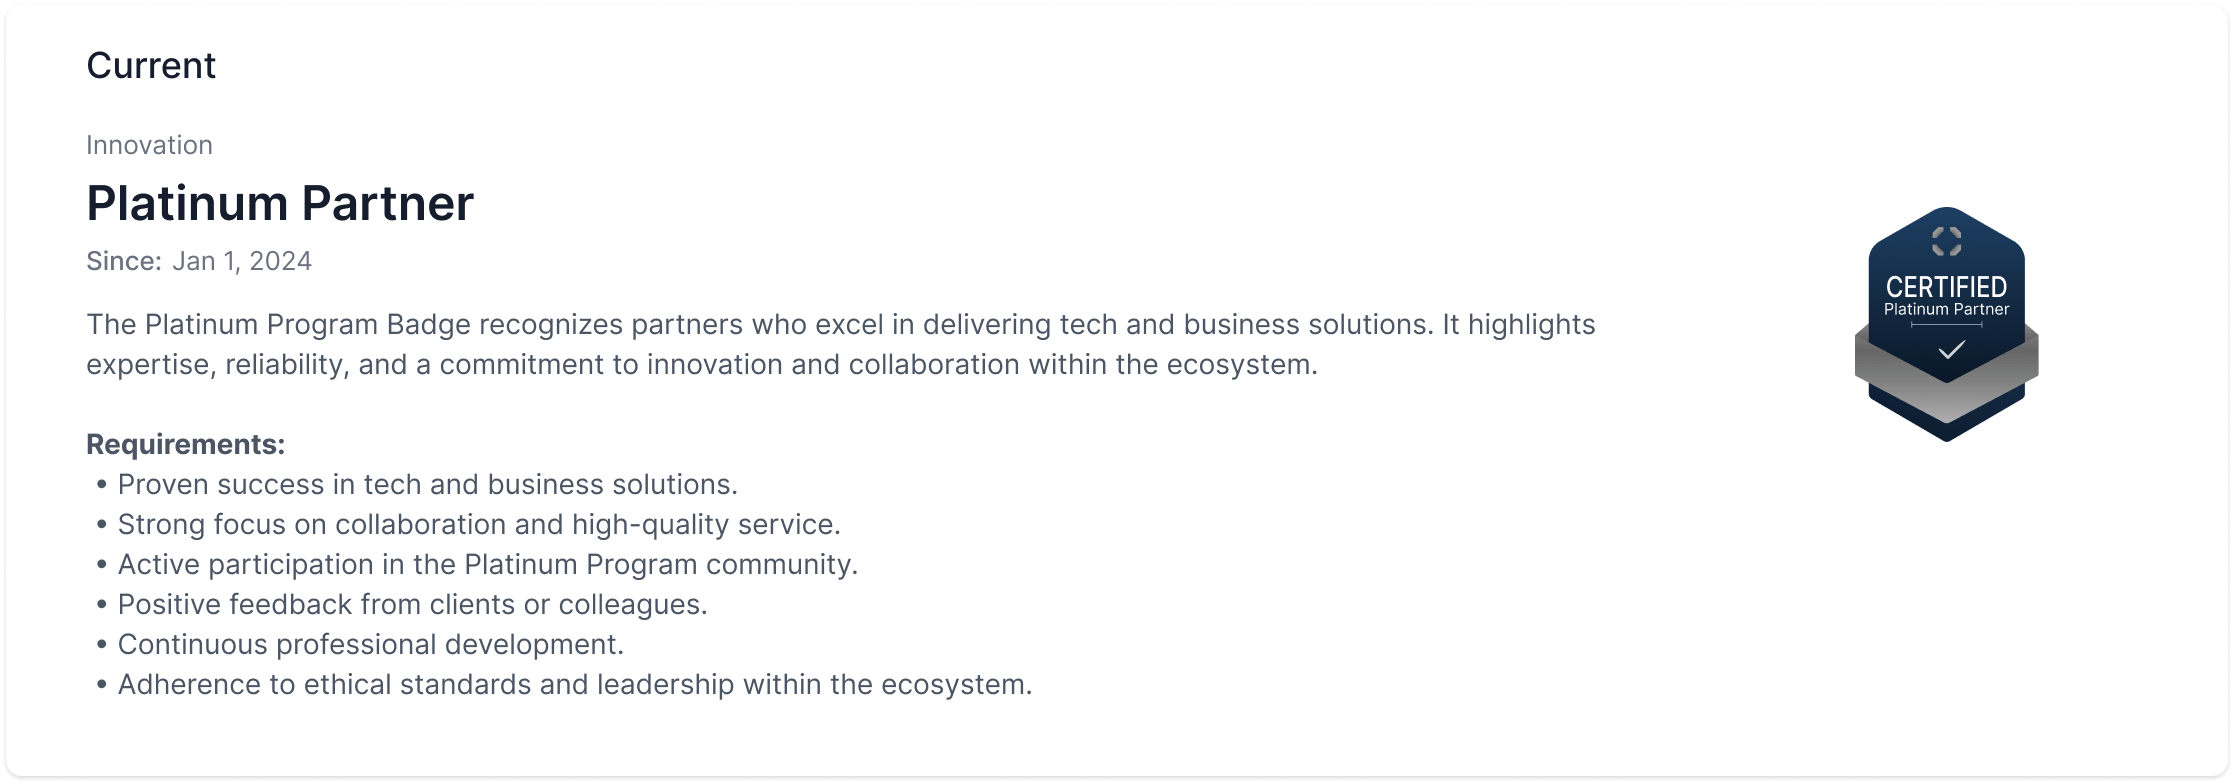 Current
Innovation
Platinum Partner
Since: Jan 1, 2024
The Platinum Program Badge recognizes partners who excel in delivering tech and business solutions. It highlights
expertise, reliability, and a commitment to innovation and collaboration within the ecosystem.
Requirements:
• Proven success in tech and business solutions.
• Strong focus on collaboration and high-quality service.
• Active participation in the Platinum Program community.
• Positive feedback from clients or colleagues.
• Continuous professional development.
• Adherence to ethical standards and leadership within the ecosystem.
CERTIFIED
Platinum Partner